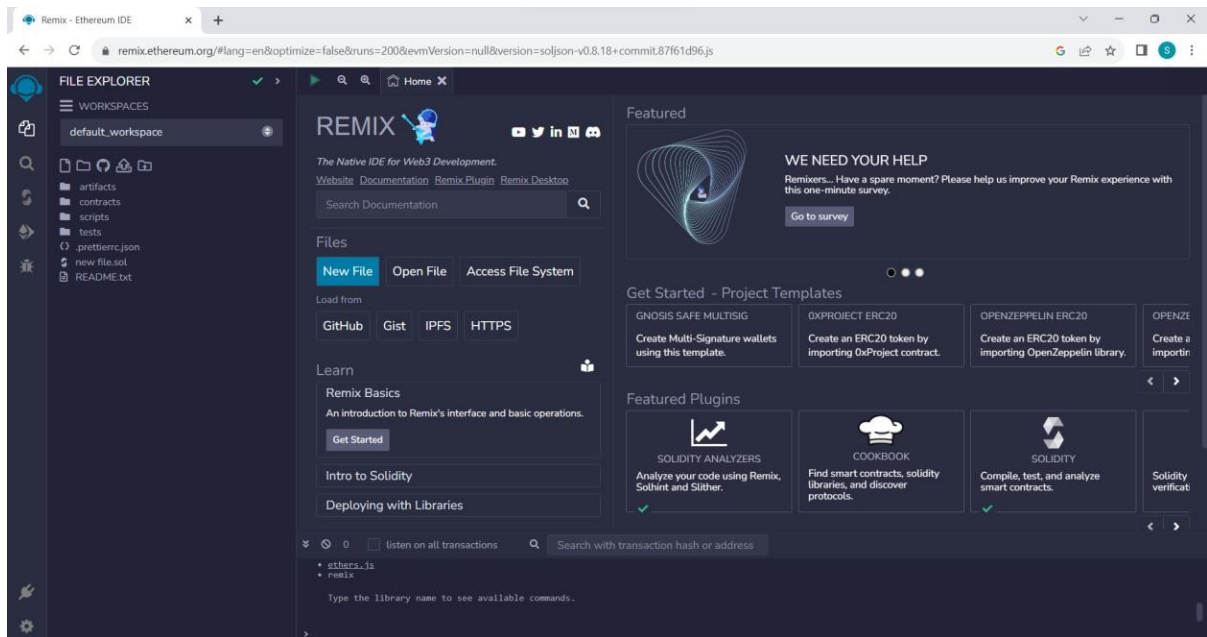 Remix - Ethereum IDE
remix.ethereum.org/#lang=en&optimize=false&runs=200&evmVersion=null&version=soljson-v0.8.18+commit.87f61d96.js
G
S
FILE EXPLORER
WORKSPACES
default_workspace
artifacts
contracts
scripts
tests
.prettierrc.json
new file.sol
README.txt
Home
REMIX
The Native IDE for Web3 Development.
Website Documentation Remix Plugin Remix Desktop
Search Documentation
Files
New File Open File Access File System
Load from
GitHub Gist IPFS HTTPS
Learn
Remix Basics
An introduction to Remix's interface and basic operations.
Get Started
Intro to Solidity
Deploying with Libraries
Featured
WE NEED YOUR HELP
Remixers... Have a spare moment? Please help us improve your Remix experience with
this one-minute survey.
Go to survey
Get Started - Project Templates
GNOSIS SAFE MULTISIG
Create Multi-Signature wallets
using this template.
0XPROJECT ERC20
Create an ERC20 token by
importing 0xProject contract.
OPENZEPPELIN ERC20
Create an ERC20 token by
importing OpenZeppelin library.
OPENZE
Create a
importin
Featured Plugins
SOLIDITY ANALYZERS
Analyze your code using Remix,
Solhint and Slither.
COOKBOOK
Find smart contracts, solidity
libraries, and discover
protocols.
SOLIDITY
Compile, test, and analyze
smart contracts.
Solidity
verificati
0 listen on all transactions Search with transaction hash or address
• ethers.js
• remix
Type the library name to see available commands.
>